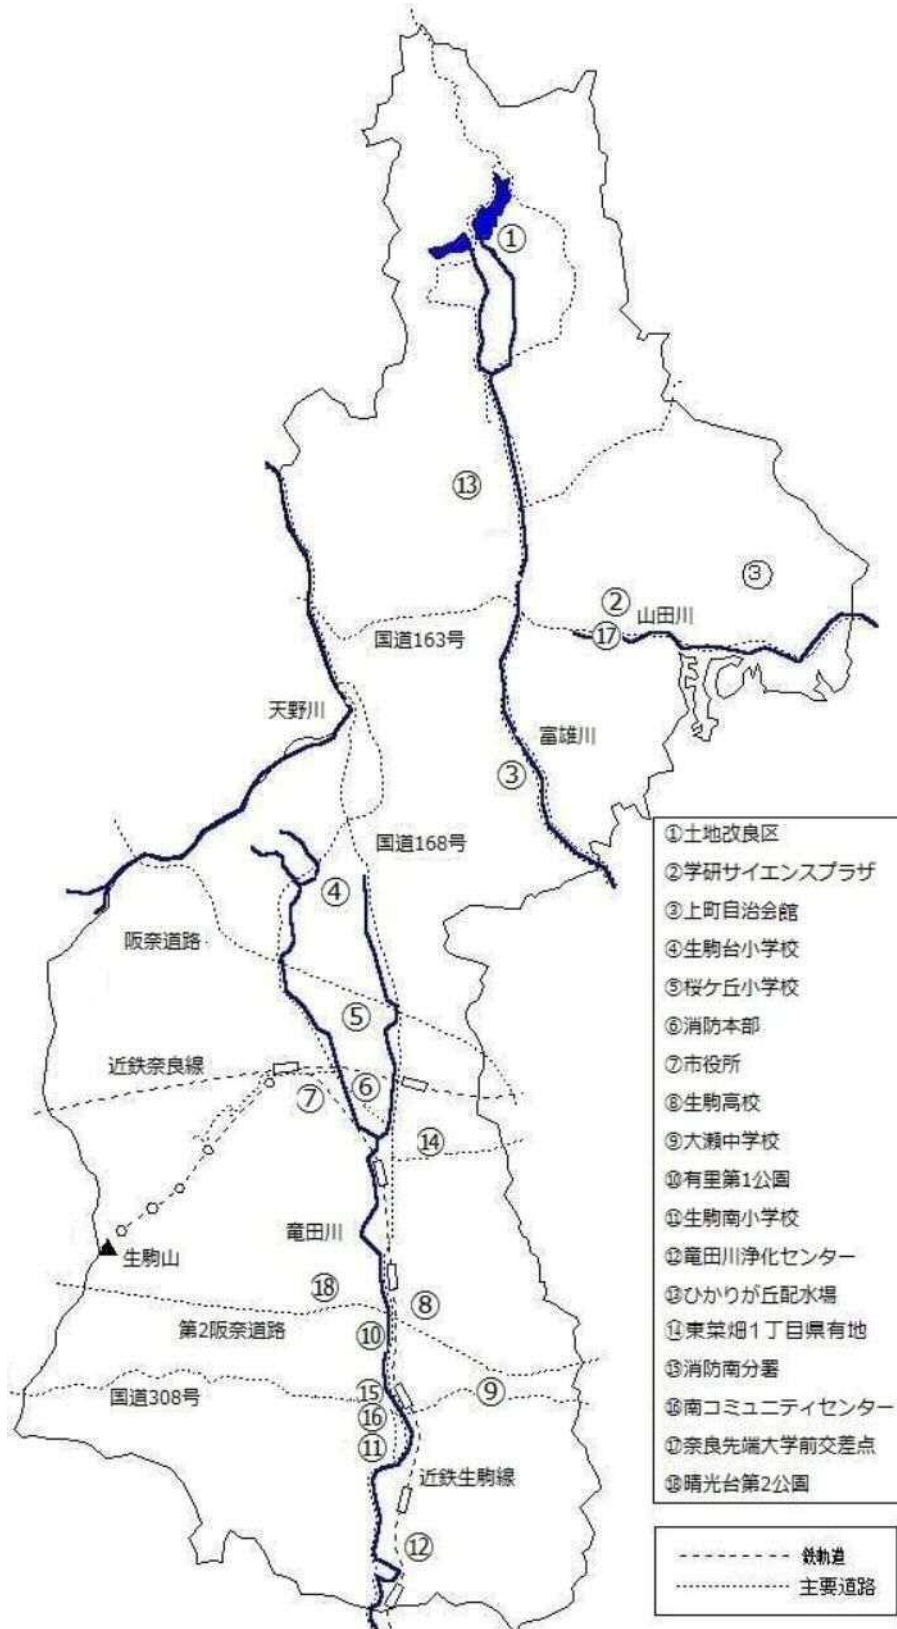 ①
⑬
③
②
山田川
⑰
国道163号
天野川
富雄川
③
国道168号
④
阪奈道路
⑤
近鉄奈良線
⑥
⑦
⑭
竜田川
生駒山
⑱
⑧
第2阪奈道路
⑩
国道308号
⑮
⑨
⑯
⑪
近鉄生駒線
⑫
①土地改良区
②学研サイエンスプラザ
③上町自治会館
④生駒台小学校
⑤桜ケ丘小学校
⑥消防本部
⑦市役所
⑧生駒高校
⑨大瀬中学校
⑩有里第1公園
⑪生駒南小学校
⑫竜田川浄化センター
⑬ひかりが丘配水場
⑭東菜畑1丁目県有地
⑮消防南分署
⑯南コミュニティセンター
⑰奈良先端大学前交差点
⑱晴光台第2公園
鉄軌道
主要道路